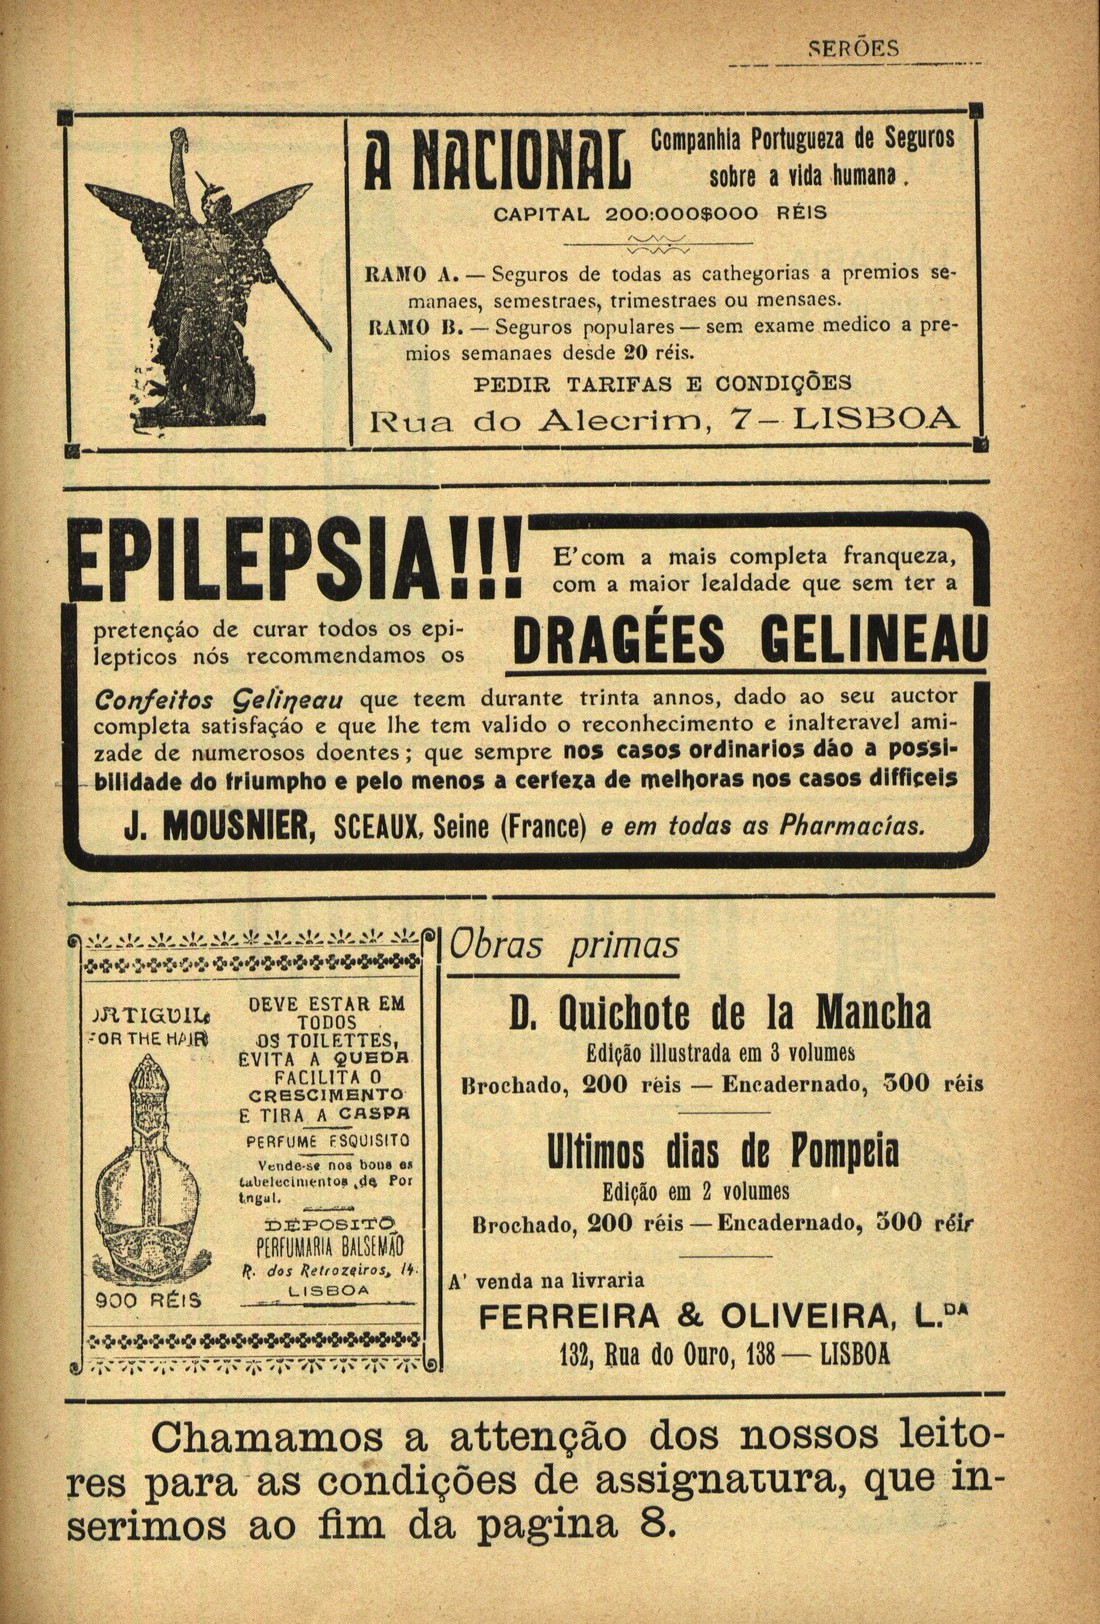 SERÕES
A NACIONAL
Companhia Portugueza de Seguros
sobre a vida humana.
CAPITAL 200:000$000 RÉIS
RAMO A. — Seguros de todas as cathegorias a premios se-
manaes, semestraes, trimestraes ou mensaes.
RAMO B. — Seguros populares — sem exame medico a pre-
mios semanaes desde 20 réis.
PEDIR TARIFAS E CONDIÇÕES
Rua do Alecrim, 7 — LISBOA
EPILEPSIA!!!
E' com a mais completa franqueza,
com a maior lealdade que sem ter a
pretenção de curar todos os epi-
lepticos nós recommendamos os
DRAGÉES GELINEAU
Confeitos Gelineau que teem durante trinta annos, dado ao seu auctor
completa satisfação e que lhe tem valido o reconhecimento e inalteravel ami-
zade de numerosos doentes; que sempre nos casos ordinarios dão a possi-
bilidade do triumpho e pelo menos a certeza de melhoras nos casos difficeis
J. MOUSNIER, SCEAUX, Seine (France) e em todas as Pharmacias.
FOR THE HAIR
900 RÉIS
DEVE ESTAR EM
TODOS
OS TOILETTES,
EVITA A QUEDA
FACILITA O
CRESCIMENTO
E TIRA A CASPA
PERFUME ESQUISITO
Vende-se nos bons es
tabelecimentos de Por
tugal.
DEPOSITO
PERFUMARIA BALSEMÃO
R. dos Retrozeiros, 14.
LISBOA
Obras primas
D. Quichote de la Mancha
Edição illustrada em 3 volumes
Brochado, 200 réis — Encadernado, 300 réis
Ultimos dias de Pompeia
Edição em 2 volumes
Brochado, 200 réis — Encadernado, 300 réis
A' venda na livraria
FERREIRA & OLIVEIRA, L.DA
132, Rua do Ouro, 138 — LISBOA
Chamamos a attenção dos nossos leito-
res para as condições de assignatura, que in-
serimos ao fim da pagina 8.